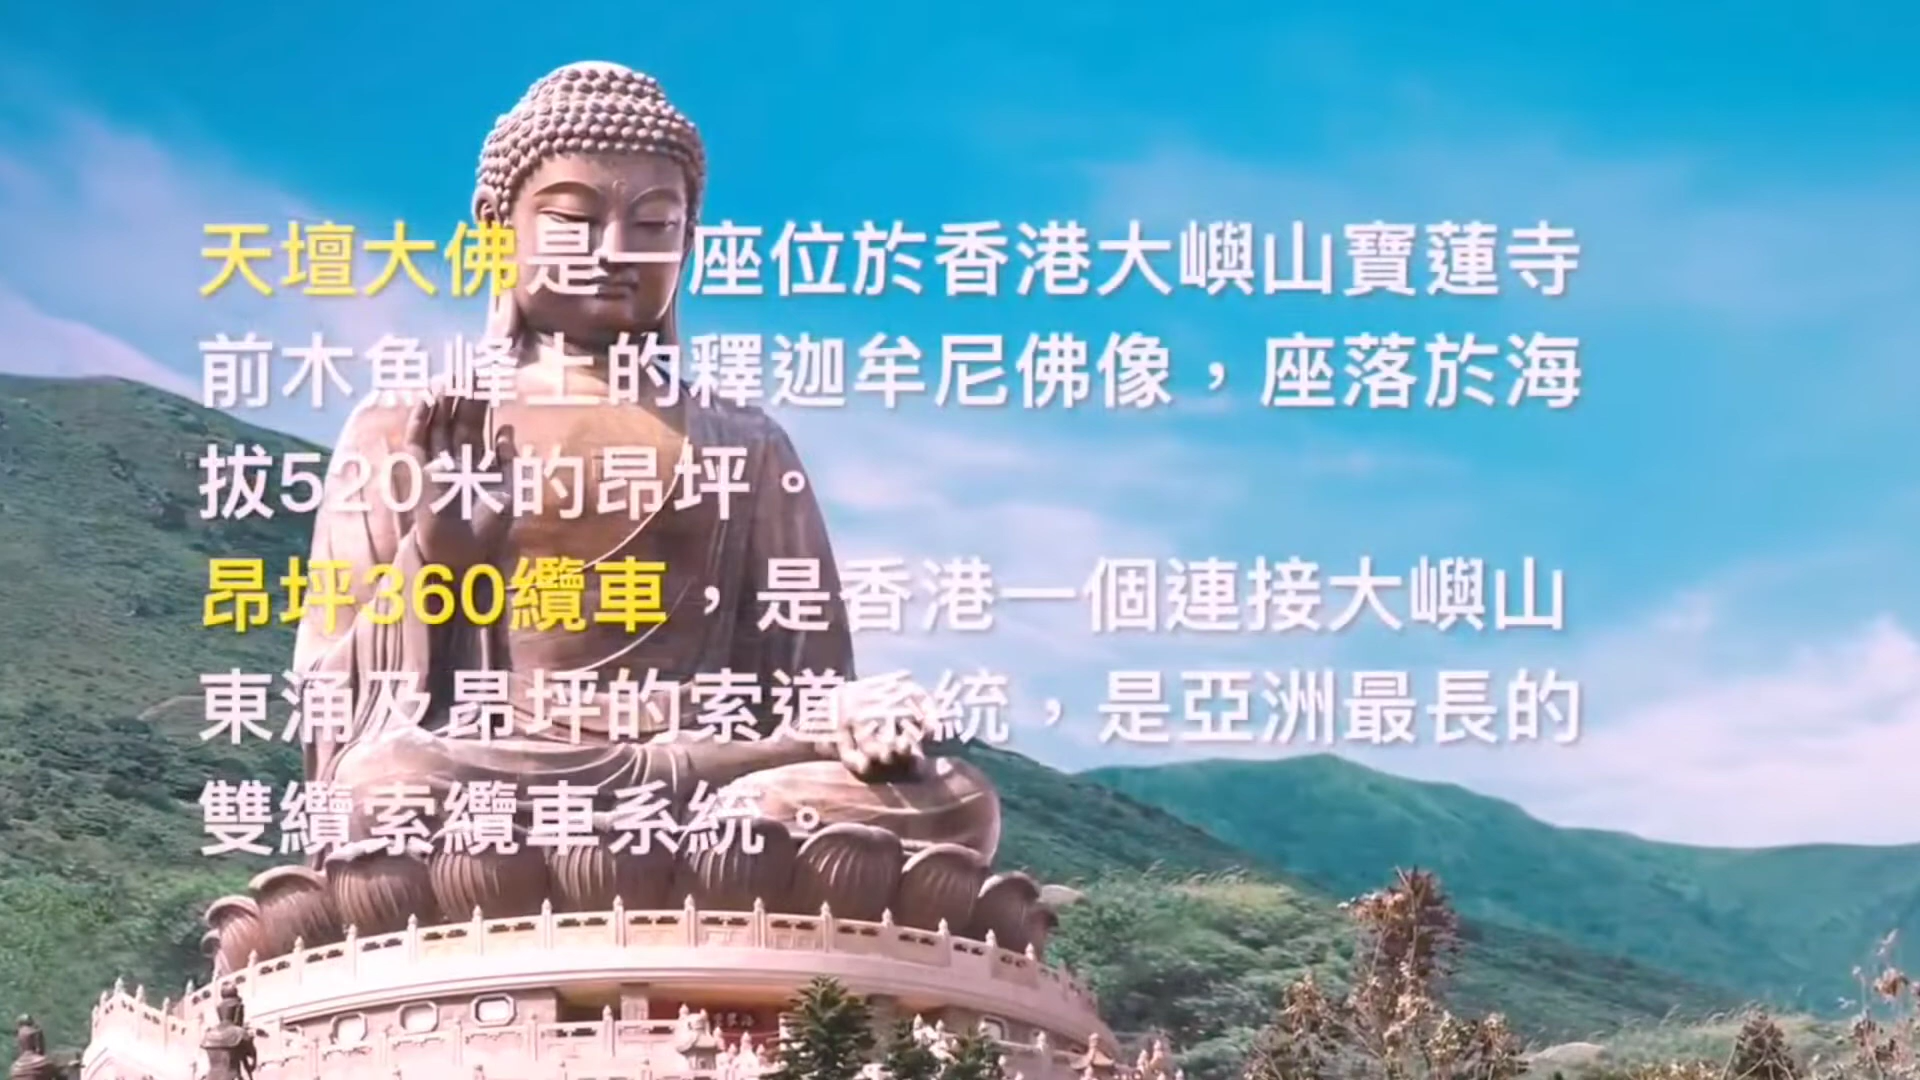 天壇大佛是一座位於香港大嶼山寶蓮寺
前木魚峰上的釋迦牟尼佛像，座落於海
拔520米的昂坪。
昂坪360纜車，是香港一個連接大嶼山
東涌及昂坪的索道系統，是亞洲最長的
雙纜索纜車系統。